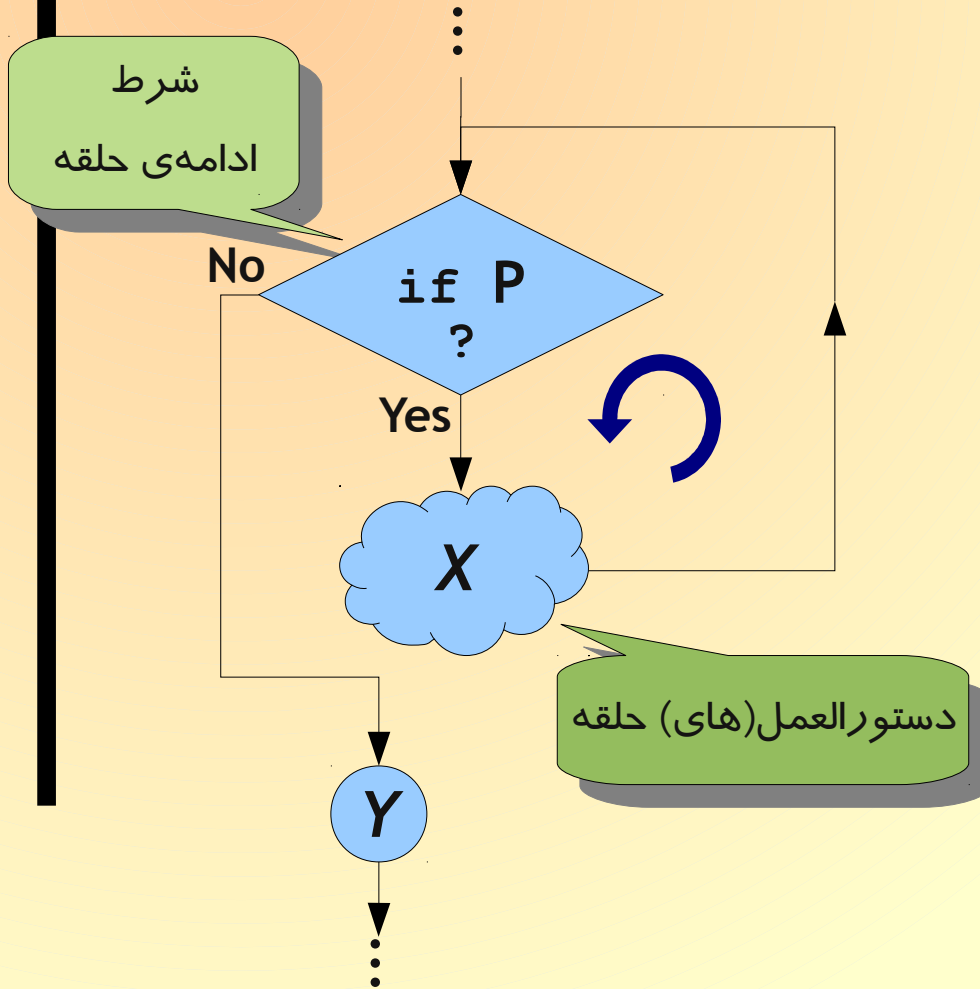 شرط
ادامه‌ی حلقه
No
if P
?
Yes
X
دستورالعمل(های) حلقه
Y